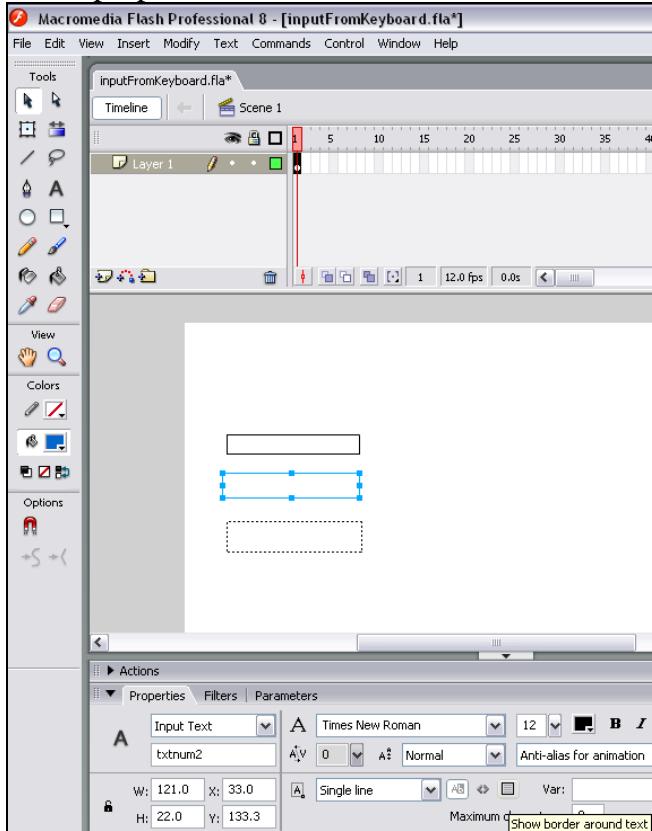 Macromedia Flash Professional 8 - [inputFromKeyboard.fla*]
File Edit View Insert Modify Text Commands Control Window Help
Tools
inputFromKeyboard.fla*
Timeline
Scene 1
1 5 10 15 20 25 30 35
Layer 1
1 12.0 fps 0.0s
View
Colors
Options
Actions
Properties Filters Parameters
A Input Text A Times New Roman 12 B I
txtnum2 0 Normal Anti-alias for animation
W: 121.0 X: 33.0 Single line Var:
H: 22.0 Y: 133.3 Maximum
Show border around text